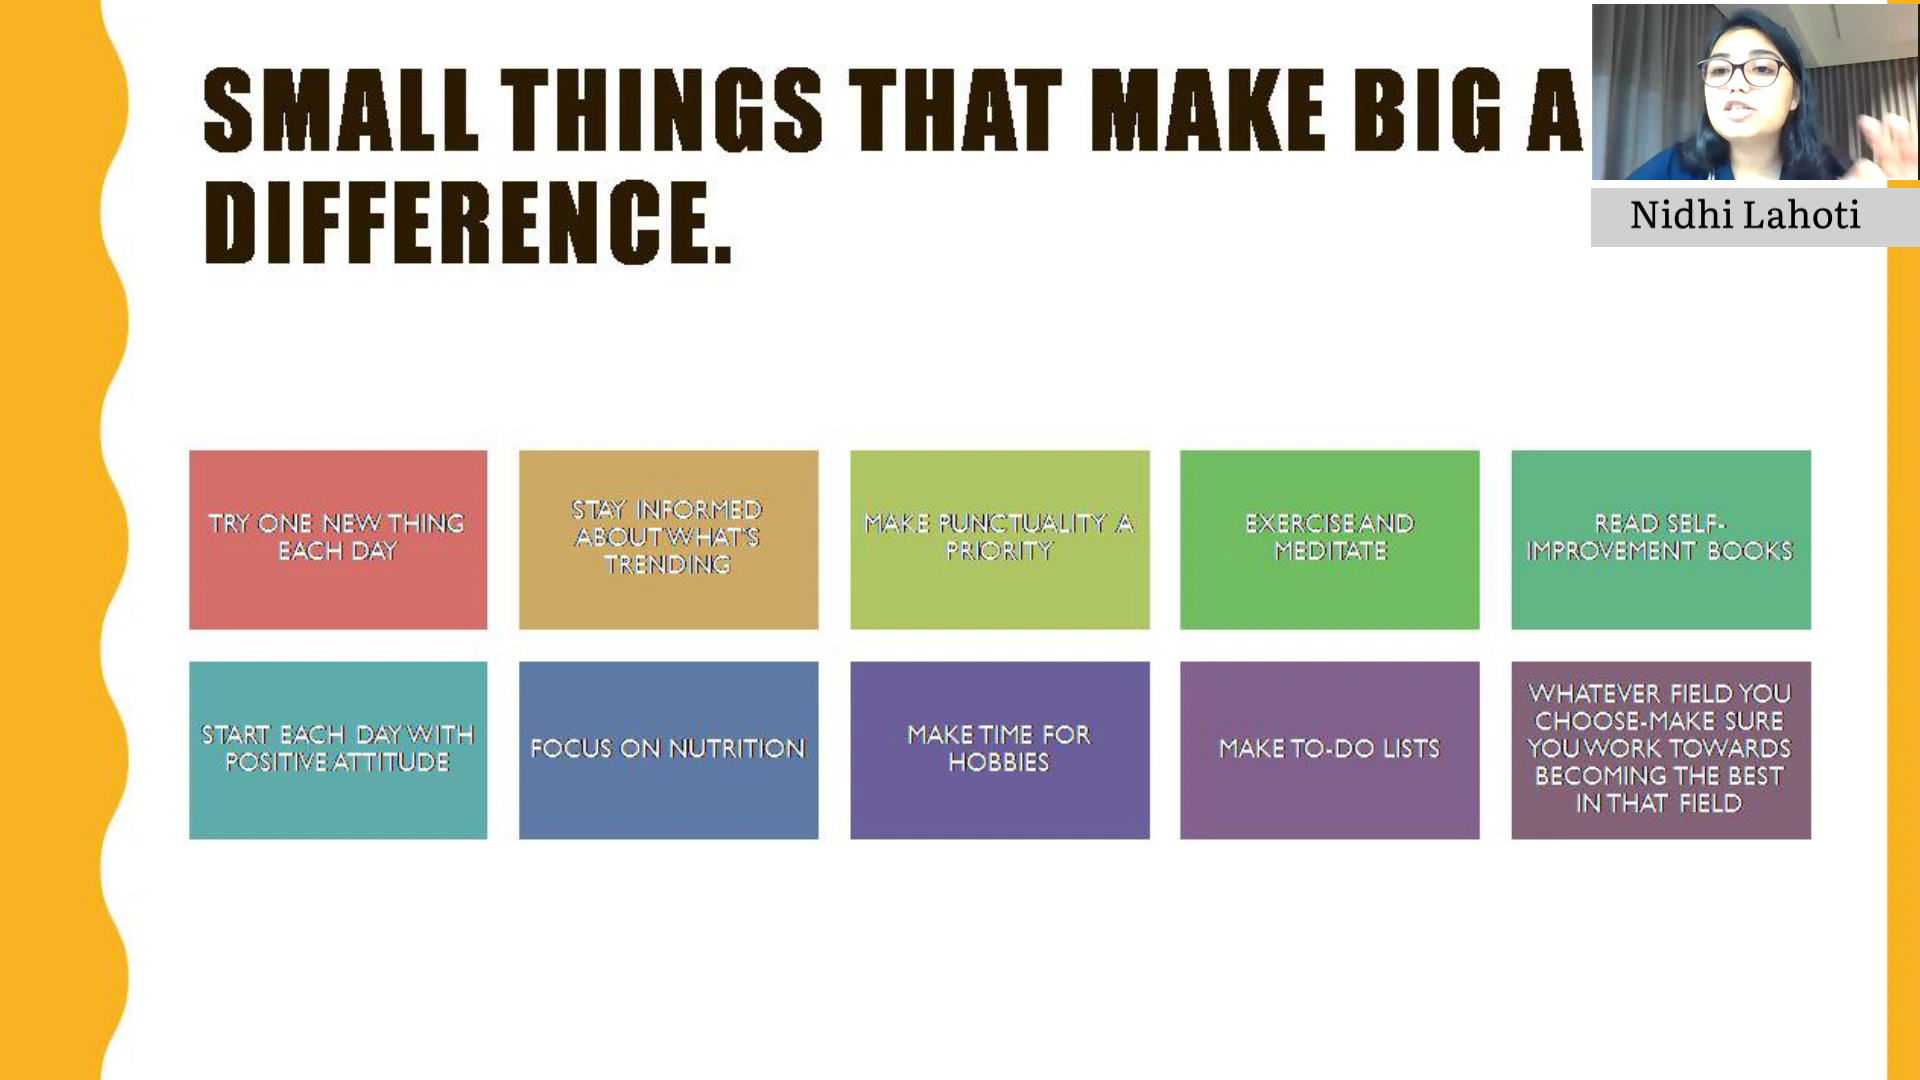 SMALL THINGS THAT MAKE BIG A
DIFFERENCE.
Nidhi Lahoti
TRY ONE NEW THING
EACH DAY
STAY INFORMED
ABOUT WHAT'S
TRENDING
MAKE PUNCTUALITY A
PRIORITY
EXERCISE AND
MEDITATE
READ SELF-
IMPROVEMENT BOOKS
START EACH DAY WITH
POSITIVE ATTITUDE
FOCUS ON NUTRITION
MAKE TIME FOR
HOBBIES
MAKE TO-DO LISTS
WHATEVER FIELD YOU
CHOOSE-MAKE SURE
YOU WORK TOWARDS
BECOMING THE BEST
IN THAT FIELD